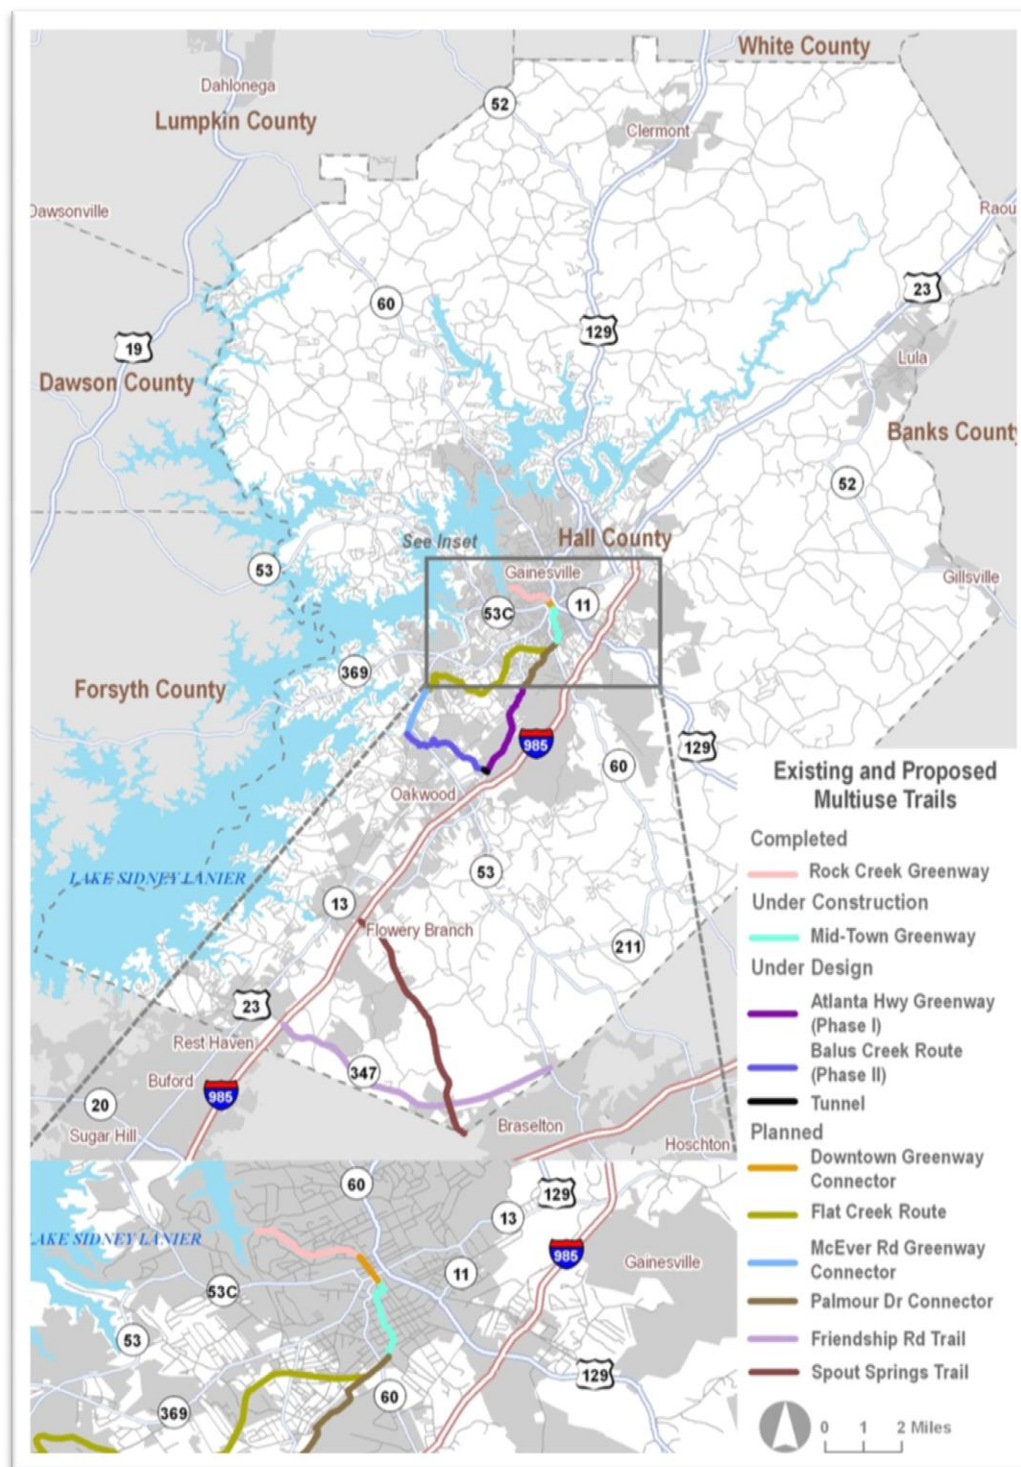 White County
Dahlonega
Lumpkin County
52
Clermont
Dawsonville
60
23
129
19
Lula
Dawson County
Banks County
52
See Inset
Hall County
53
Gainesville
Gillsville
53C
11
369
Forsyth County
985
129
60
Oakwood
53
LAKE SIDNEY LANIER
13
Flowery Branch
211
23
Rest Haven
347
Buford
985
20
Sugar Hill
Braselton
Hoschton
60
129
13
LAKE SIDNEY LANIER
985
Gainesville
11
53C
53
129
60
369
Existing and Proposed
Multiuse Trails
Completed
Rock Creek Greenway
Under Construction
Mid-Town Greenway
Under Design
Atlanta Hwy Greenway
(Phase I)
Balus Creek Route
(Phase II)
Tunnel
Planned
Downtown Greenway
Connector
Flat Creek Route
McEver Rd Greenway
Connector
Palmour Dr Connector
Friendship Rd Trail
Spout Springs Trail
0 1 2 Miles